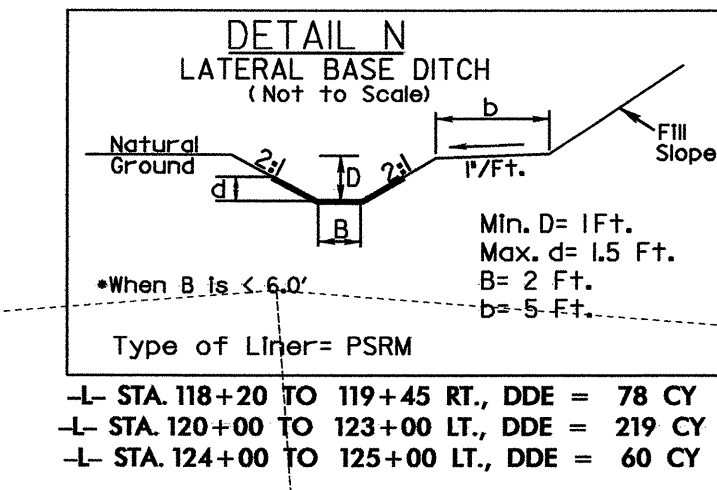 DETAIL N
LATERAL BASE DITCH
(Not to Scale)
b
Natural
Ground
2:1
D
2:1
1"/Ft.
Fill
Slope
d
B
Min. D= 1 Ft.
Max. d= 1.5 Ft.
B= 2 Ft.
b= 5 Ft.
*When B is < 6.0'
Type of Liner= PSRM
-L- STA. 118+20 TO 119+45 RT., DDE = 78 CY
-L- STA. 120+00 TO 123+00 LT., DDE = 219 CY
-L- STA. 124+00 TO 125+00 LT., DDE = 60 CY